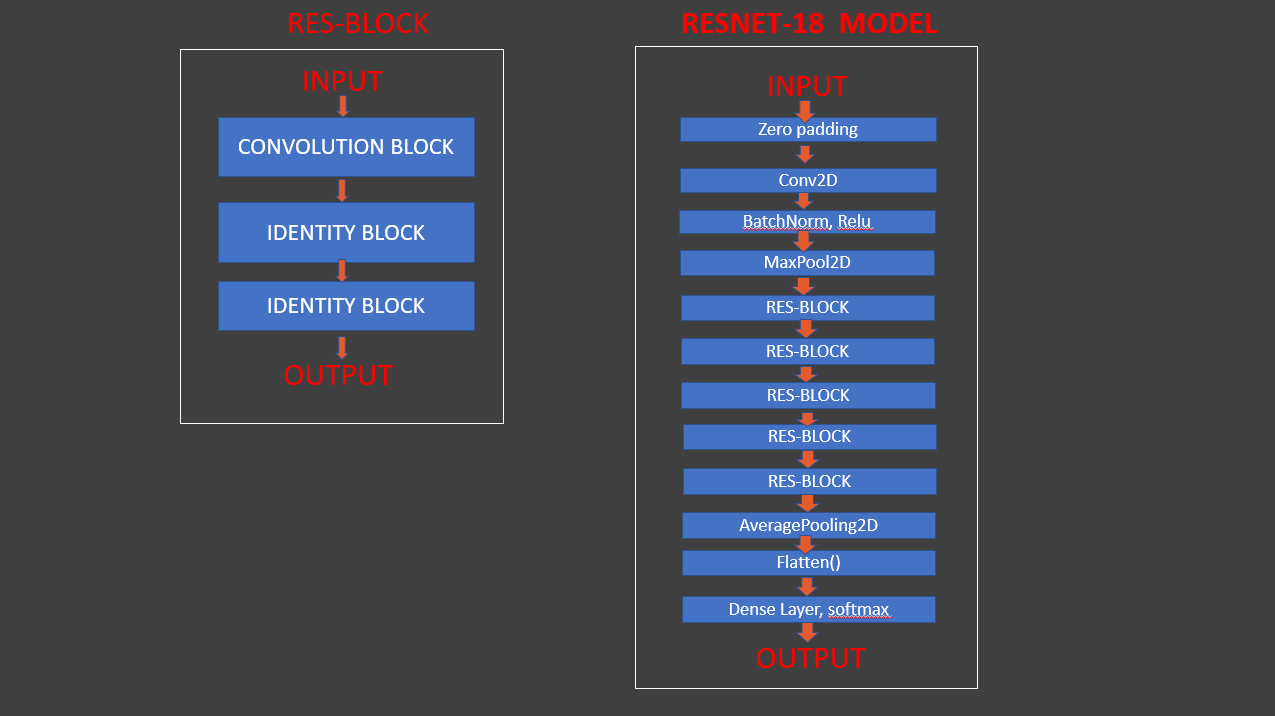 RES-BLOCK
INPUT
CONVOLUTION BLOCK
IDENTITY BLOCK
IDENTITY BLOCK
OUTPUT
RESNET-18 MODEL
INPUT
Zero padding
Conv2D
BatchNorm, Relu
MaxPool2D
RES-BLOCK
RES-BLOCK
RES-BLOCK
RES-BLOCK
RES-BLOCK
AveragePooling2D
Flatten()
Dense Layer, softmax
OUTPUT